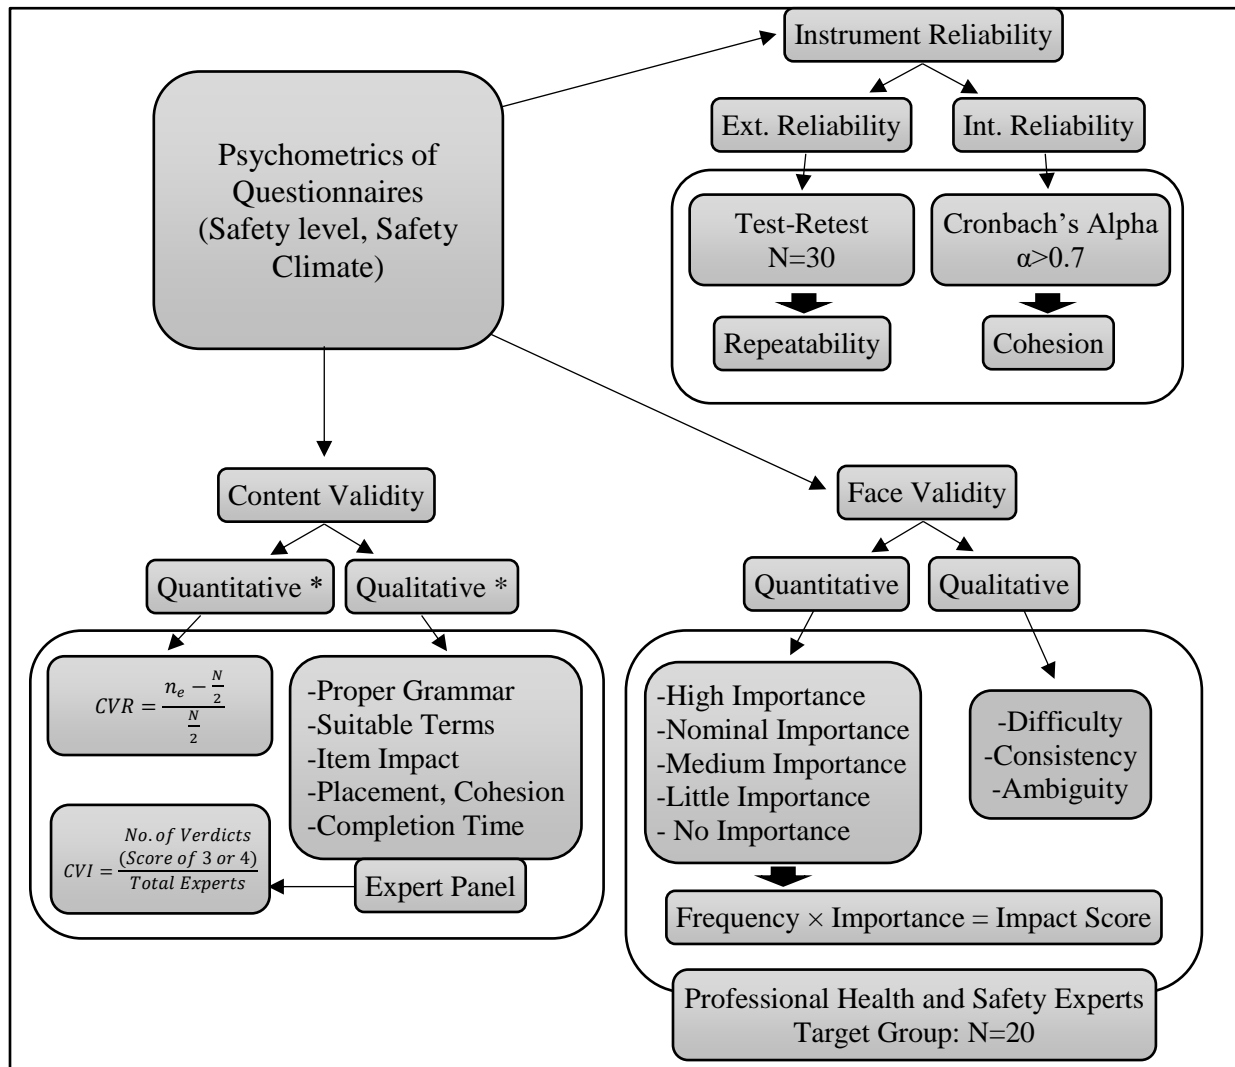 Instrument Reliability
Psychometrics of
Questionnaires
(Safety level, Safety
Climate)
Ext. Reliability
Int. Reliability
Test-Retest
N=30
Cronbach’s Alpha
α>0.7
Repeatability
Cohesion
Content Validity
Quantitative *
Qualitative *
CVR = (n_e − N/2) / (N/2)
-Proper Grammar
-Suitable Terms
-Item Impact
-Placement, Cohesion
-Completion Time
CVI = No. of Verdicts (Score of 3 or 4) / Total Experts
Expert Panel
Face Validity
Quantitative
Qualitative
-High Importance
-Nominal Importance
-Medium Importance
-Little Importance
- No Importance
-Difficulty
-Consistency
-Ambiguity
Frequency × Importance = Impact Score
Professional Health and Safety Experts
Target Group: N=20